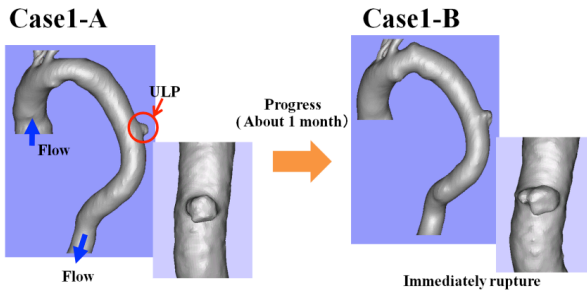 Case1-A
Case1-B
ULP
Progress
( About 1 month)
Flow
Flow
Immediately rupture